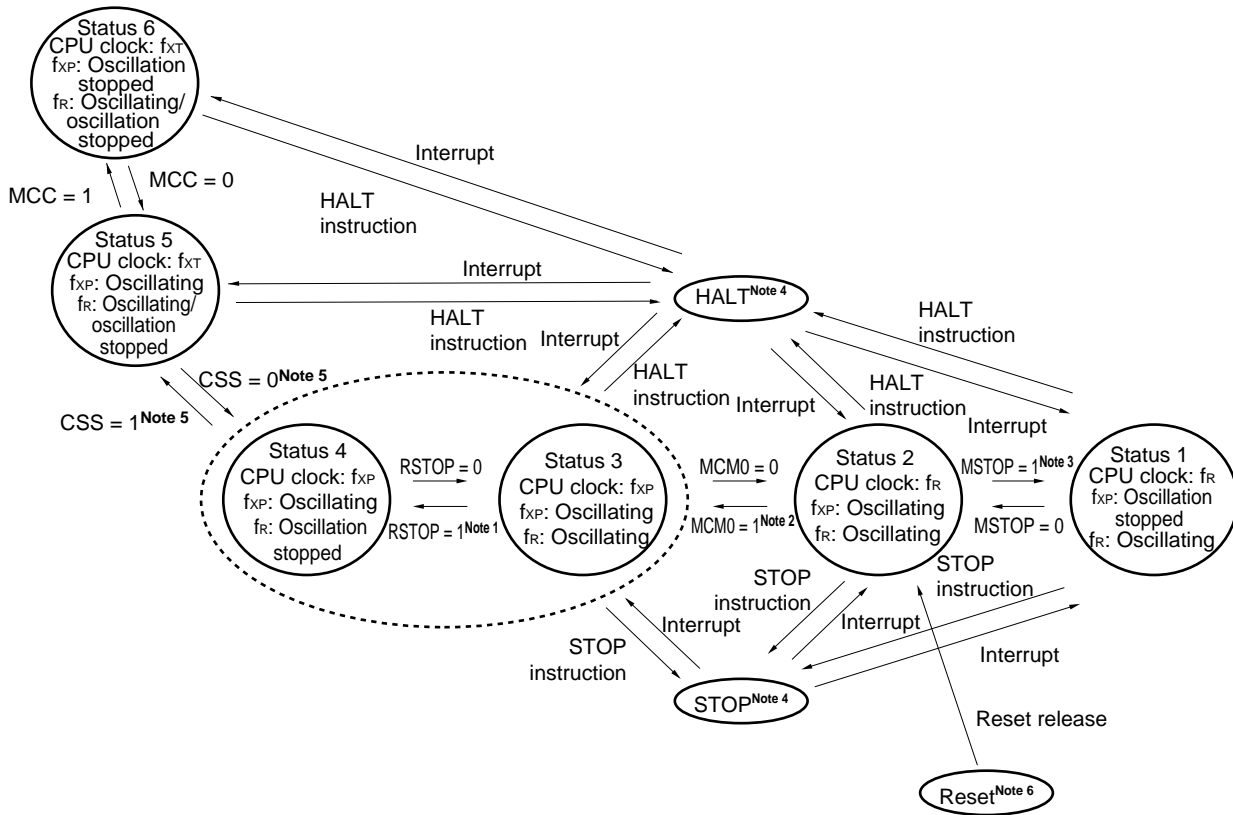 Status 6
CPU clock: fXT
fXP: Oscillation
stopped
fR: Oscillating/
oscillation
stopped
Interrupt
MCC = 1
MCC = 0
HALT
instruction
Status 5
CPU clock: fXT
fXP: Oscillating
fR: Oscillating/
oscillation
stopped
Interrupt
HALT
instruction
HALTNote 4
HALT
instruction
Interrupt
HALT
instruction
Interrupt
HALT
instruction
Interrupt
CSS = 0Note 5
CSS = 1Note 5
Status 4
CPU clock: fXP
fXP: Oscillating
fR: Oscillation
stopped
RSTOP = 0
RSTOP = 1Note 1
Status 3
CPU clock: fXP
fXP: Oscillating
fR: Oscillating
MCM0 = 0
MCM0 = 1Note 2
Status 2
CPU clock: fR
fXP: Oscillating
fR: Oscillating
MSTOP = 1Note 3
MSTOP = 0
Status 1
CPU clock: fR
fXP: Oscillation
stopped
fR: Oscillating
STOP
instruction
Interrupt
STOP
instruction
Interrupt
STOP
instruction
Interrupt
STOPNote 4
Reset release
ResetNote 6